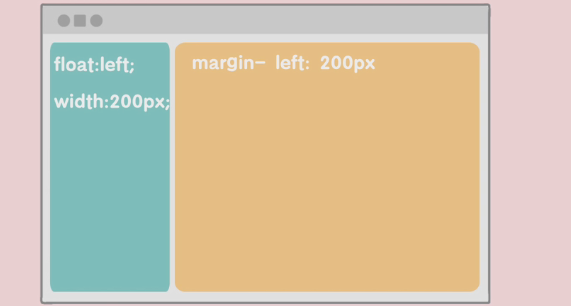 float:left;
width:200px;
margin- left: 200px